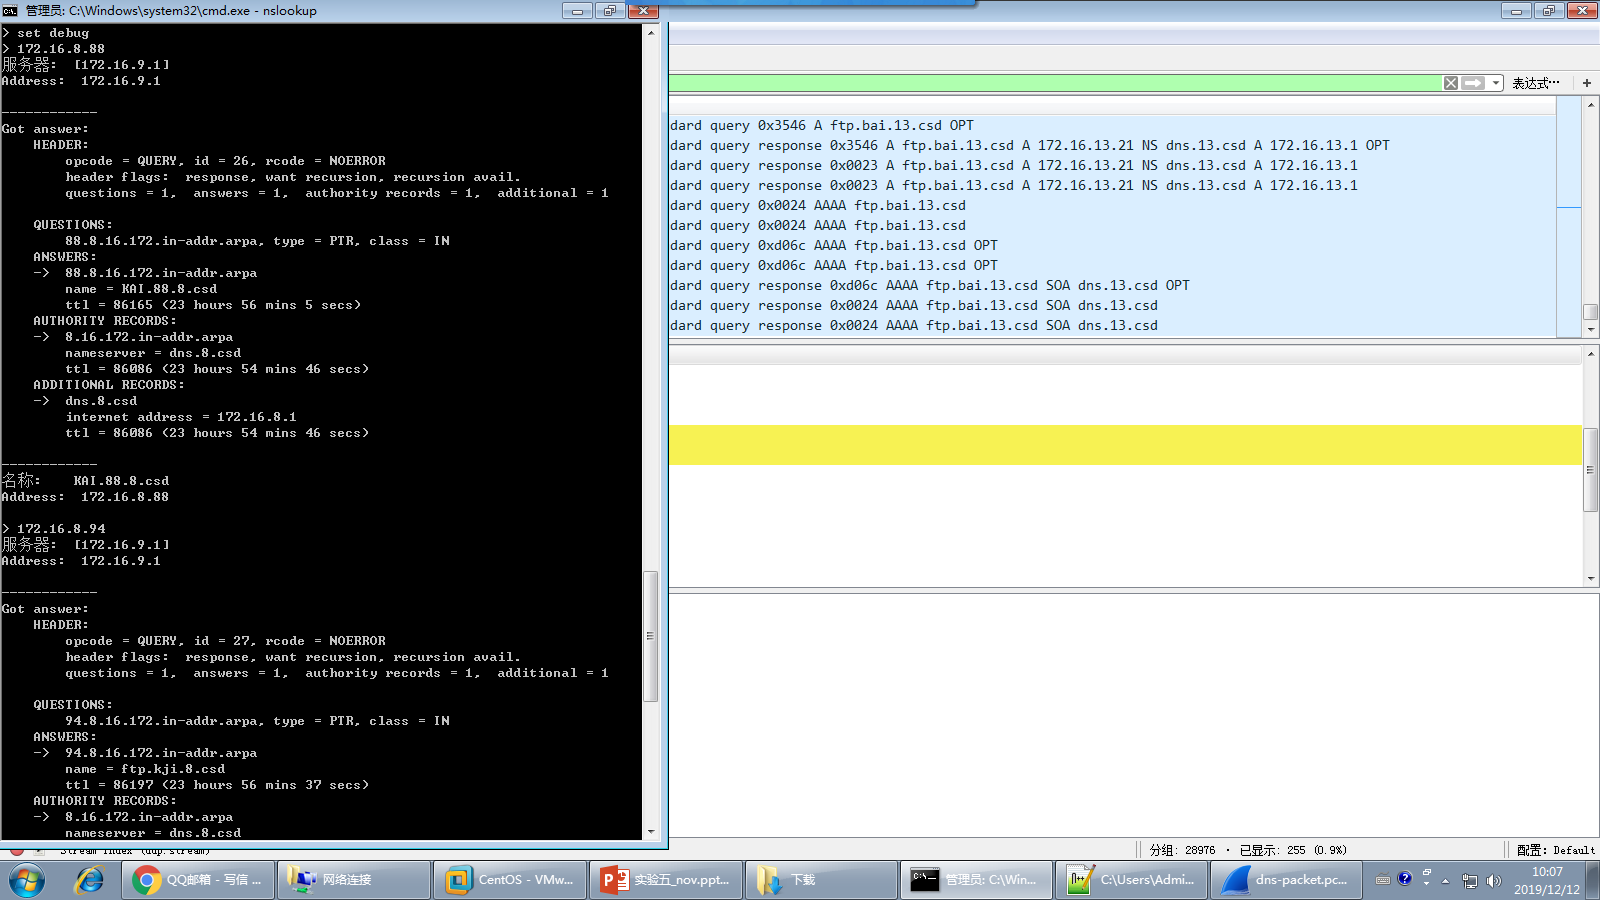 管理员: C:\Windows\system32\cmd.exe - nslookup
> set debug
> 172.16.8.88
服务器:  [172.16.9.1]
Address:  172.16.9.1
------------
Got answer:
    HEADER:
        opcode = QUERY, id = 26, rcode = NOERROR
        header flags:  response, want recursion, recursion avail.
        questions = 1,  answers = 1,  authority records = 1,  additional = 1
    QUESTIONS:
        88.8.16.172.in-addr.arpa, type = PTR, class = IN
    ANSWERS:
    ->  88.8.16.172.in-addr.arpa
        name = KAI.88.8.csd
        ttl = 86165 (23 hours 56 mins 5 secs)
    AUTHORITY RECORDS:
    ->  8.16.172.in-addr.arpa
        nameserver = dns.8.csd
        ttl = 86086 (23 hours 54 mins 46 secs)
    ADDITIONAL RECORDS:
    ->  dns.8.csd
        internet address = 172.16.8.1
        ttl = 86086 (23 hours 54 mins 46 secs)
------------
名称:    KAI.88.8.csd
Address:  172.16.8.88
> 172.16.8.94
服务器:  [172.16.9.1]
Address:  172.16.9.1
------------
Got answer:
    HEADER:
        opcode = QUERY, id = 27, rcode = NOERROR
        header flags:  response, want recursion, recursion avail.
        questions = 1,  answers = 1,  authority records = 1,  additional = 1
    QUESTIONS:
        94.8.16.172.in-addr.arpa, type = PTR, class = IN
    ANSWERS:
    ->  94.8.16.172.in-addr.arpa
        name = ftp.kji.8.csd
        ttl = 86197 (23 hours 56 mins 37 secs)
    AUTHORITY RECORDS:
    ->  8.16.172.in-addr.arpa
        nameserver = dns.8.csd
表达式… +
dard query 0x3546 A ftp.bai.13.csd OPT
dard query response 0x3546 A ftp.bai.13.csd A 172.16.13.21 NS dns.13.csd A 172.16.13.1 OPT
dard query response 0x0023 A ftp.bai.13.csd A 172.16.13.21 NS dns.13.csd A 172.16.13.1
dard query response 0x0023 A ftp.bai.13.csd A 172.16.13.21 NS dns.13.csd A 172.16.13.1
dard query 0x0024 AAAA ftp.bai.13.csd
dard query 0x0024 AAAA ftp.bai.13.csd
dard query 0xd06c AAAA ftp.bai.13.csd OPT
dard query 0xd06c AAAA ftp.bai.13.csd OPT
dard query response 0xd06c AAAA ftp.bai.13.csd SOA dns.13.csd OPT
dard query response 0x0024 AAAA ftp.bai.13.csd SOA dns.13.csd
dard query response 0x0024 AAAA ftp.bai.13.csd SOA dns.13.csd
Stream index (udp.stream)
分组: 28976 · 已显示: 255 (0.9%)
配置: Default
QQ邮箱 - 写信 ...
网络连接
CentOS - VMw...
实验五_nov.ppt...
下载
管理员: C:\Win...
C:\Users\Admi...
dns-packet.pc...
10:07
2019/12/12